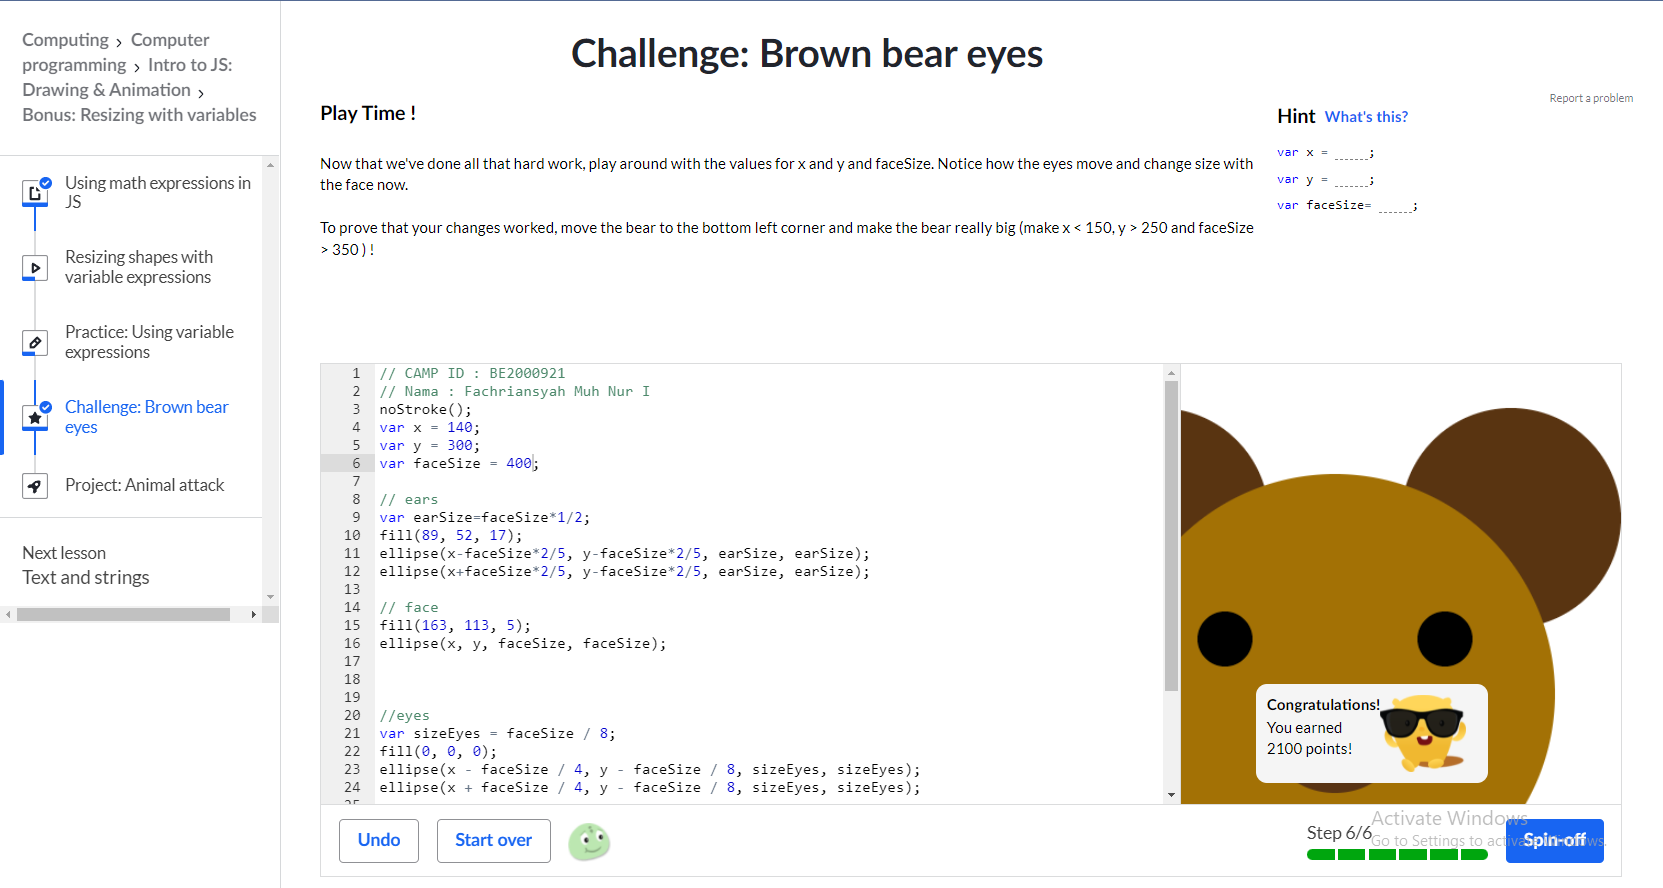 Computing › Computer
programming › Intro to JS:
Drawing & Animation ›
Bonus: Resizing with variables
Using math expressions in
JS
Resizing shapes with
variable expressions
Practice: Using variable
expressions
Challenge: Brown bear
eyes
Project: Animal attack
Next lesson
Text and strings
Challenge: Brown bear eyes
Report a problem
Play Time !
Now that we've done all that hard work, play around with the values for x and y and faceSize. Notice how the eyes move and change size with
the face now.
To prove that your changes worked, move the bear to the bottom left corner and make the bear really big (make x < 150, y > 250 and faceSize
> 350 ) !
Hint What's this?
var x = _____;
var y = _____;
var faceSize= _____;
1 // CAMP ID : BE2000921
2 // Nama : Fachriansyah Muh Nur I
3 noStroke();
4 var x = 140;
5 var y = 300;
6 var faceSize = 400;
7
8 // ears
9 var earSize=faceSize*1/2;
10 fill(89, 52, 17);
11 ellipse(x-faceSize*2/5, y-faceSize*2/5, earSize, earSize);
12 ellipse(x+faceSize*2/5, y-faceSize*2/5, earSize, earSize);
13
14 // face
15 fill(163, 113, 5);
16 ellipse(x, y, faceSize, faceSize);
17
18
19
20 //eyes
21 var sizeEyes = faceSize / 8;
22 fill(0, 0, 0);
23 ellipse(x - faceSize / 4, y - faceSize / 8, sizeEyes, sizeEyes);
24 ellipse(x + faceSize / 4, y - faceSize / 8, sizeEyes, sizeEyes);
25
Congratulations!
You earned
2100 points!
Undo
Start over
Step 6/6
Spin-off
Activate Windows
Go to Settings to activate Windows.